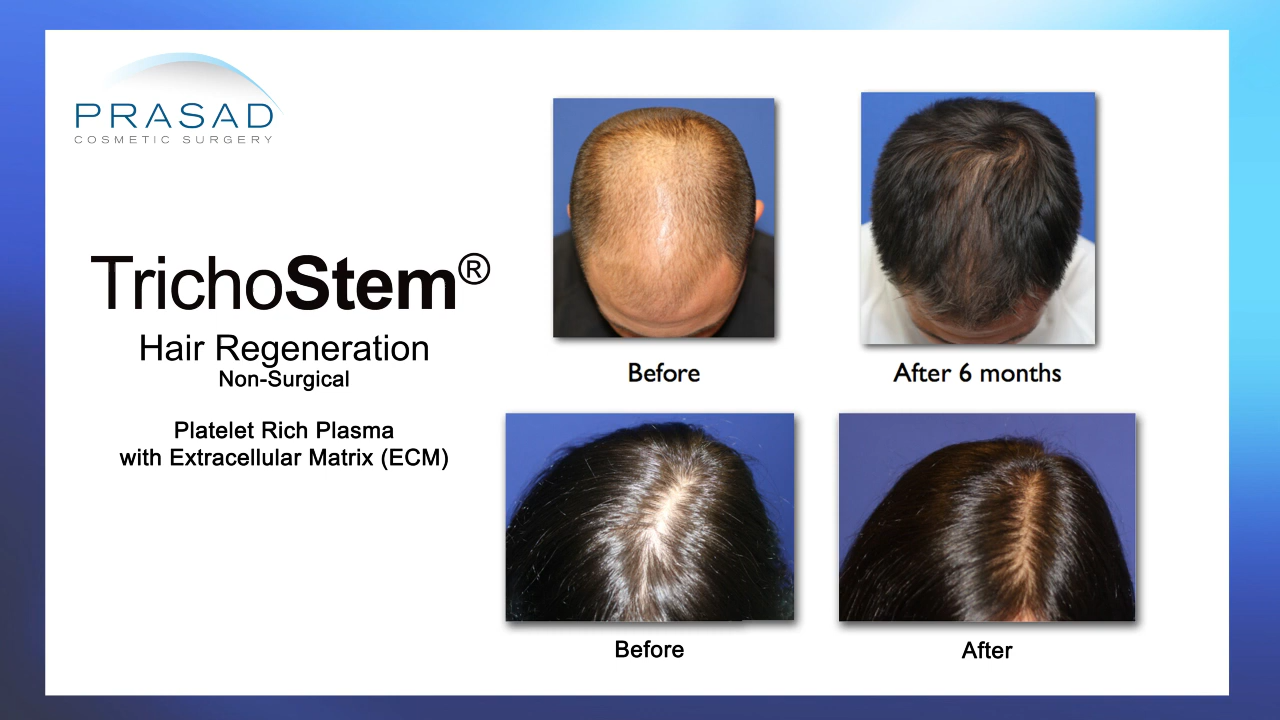 PRASAD
COSMETIC SURGERY
TrichoStem®
Hair Regeneration
Non-Surgical
Platelet Rich Plasma
with Extracellular Matrix (ECM)
Before
After 6 months
Before
After